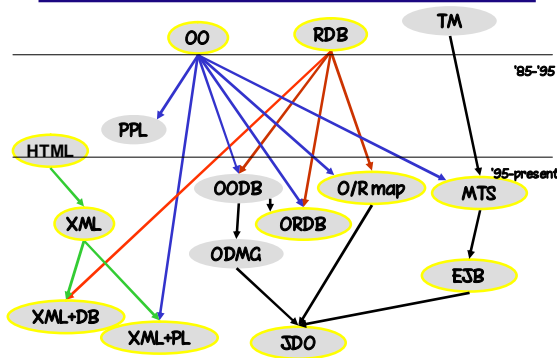 TM
OO
RDB
'85-'95
PPL
HTML
'95-present
OODB
O/R map
MTS
XML
ORDB
ODMG
EJB
XML+DB
XML+PL
JDO